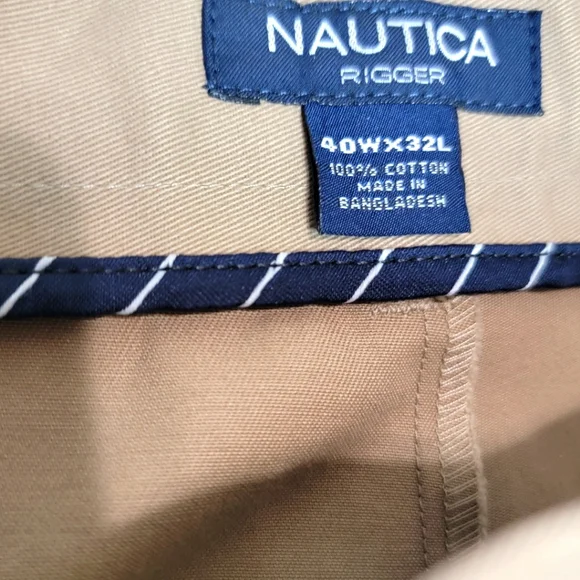 NAUTICA
RIGGER
40WX32L
100% COTTON
MADE IN
BANGLADESH